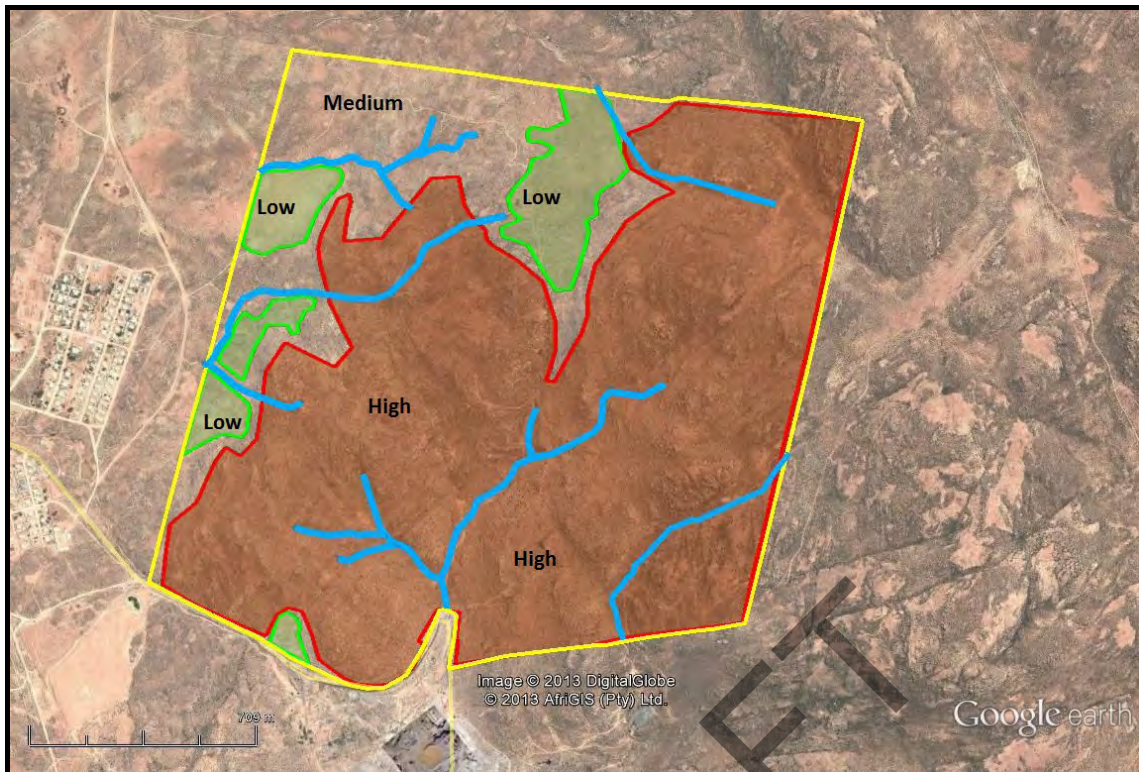 Medium
Low
Low
Low
High
High
Image © 2013 DigitalGlobe
© 2013 AfriGIS (Pty) Ltd.
709 m
Google earth